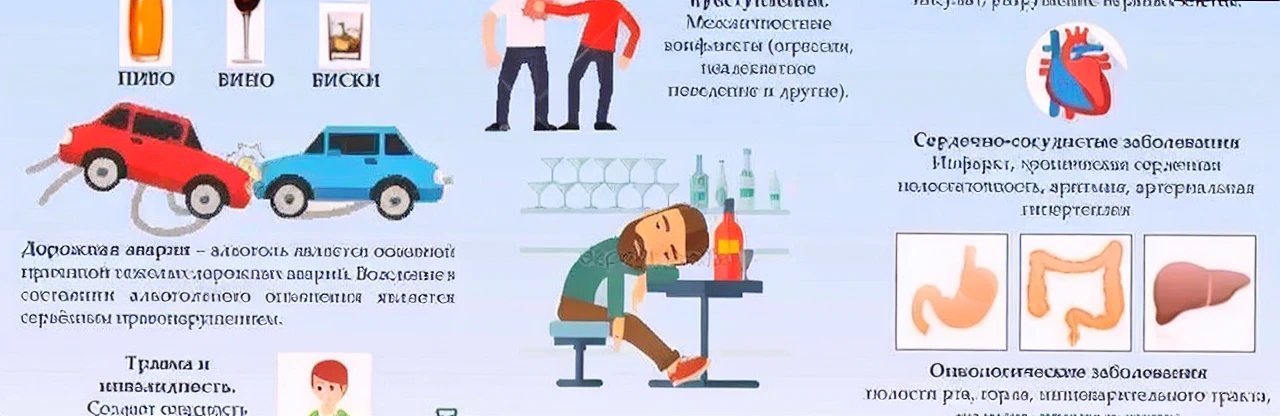 ПИВО
ВИНО
ВИСКИ
Дорожная авария – алкоголь является основной
причиной тяжелых дорожных аварий. Вождение в
состоянии алкогольного опьянения является
серьёзным правонарушением.
Травма и
инвалидность.
Межличностные
конфликты (агрессия,
неадекватное
поведение и другие).
Сердечно-сосудистые заболевания
Инфаркт, хроническая сердечная
недостаточность, аритмия, артериальная
гипертензия
Онкологические заболевания
полости рта, горла, пищеварительного тракта,